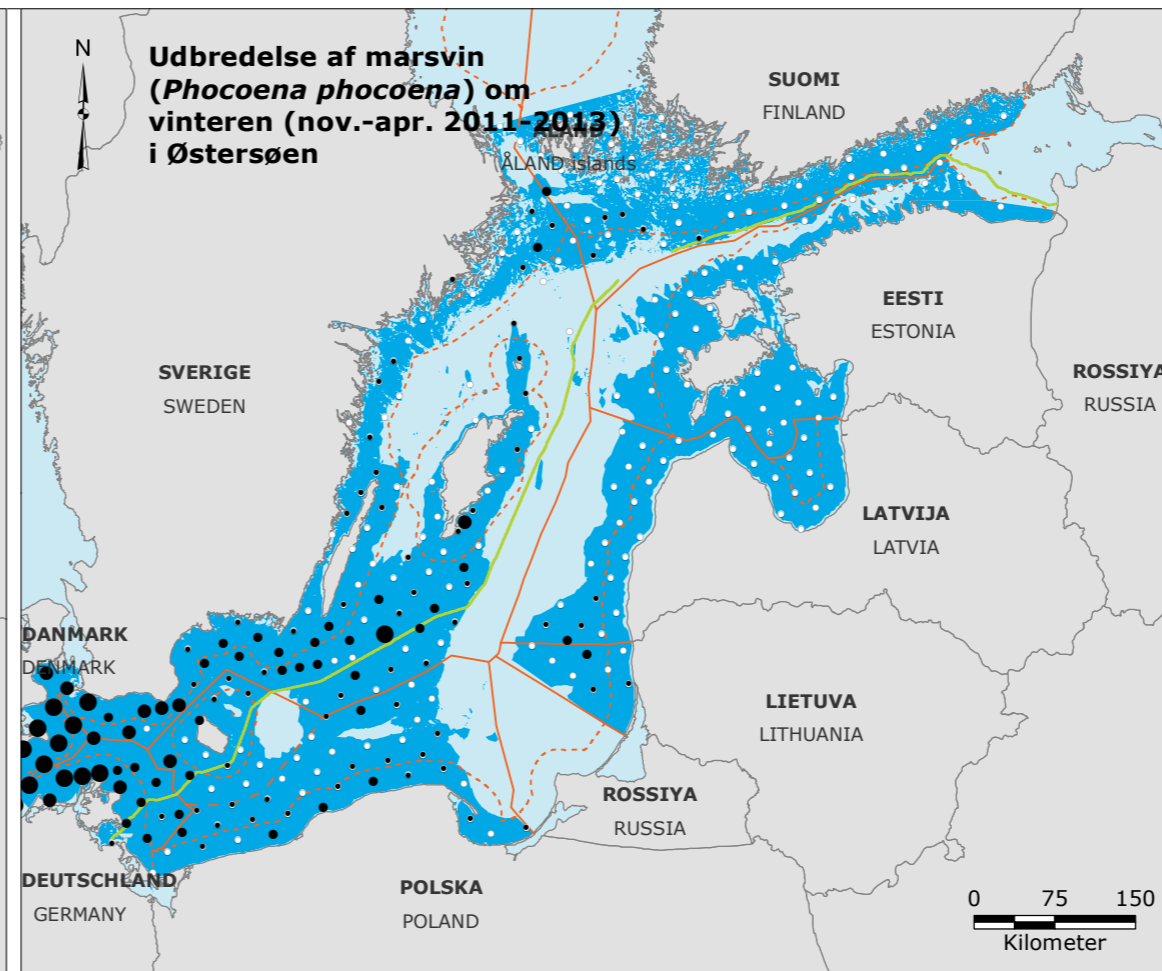 N
Udbredelse af marsvin
(Phocoena phocoena) om
vinteren (nov.-apr. 2011-2013)
i Østersøen
ÅLAND
ÅLAND islands
SUOMI
FINLAND
EESTI
ESTONIA
ROSSIYA
RUSSIA
SVERIGE
SWEDEN
LATVIJA
LATVIA
DANMARK
DENMARK
LIETUVA
LITHUANIA
ROSSIYA
RUSSIA
DEUTSCHLAND
GERMANY
POLSKA
POLAND
0 75 150
Kilometer